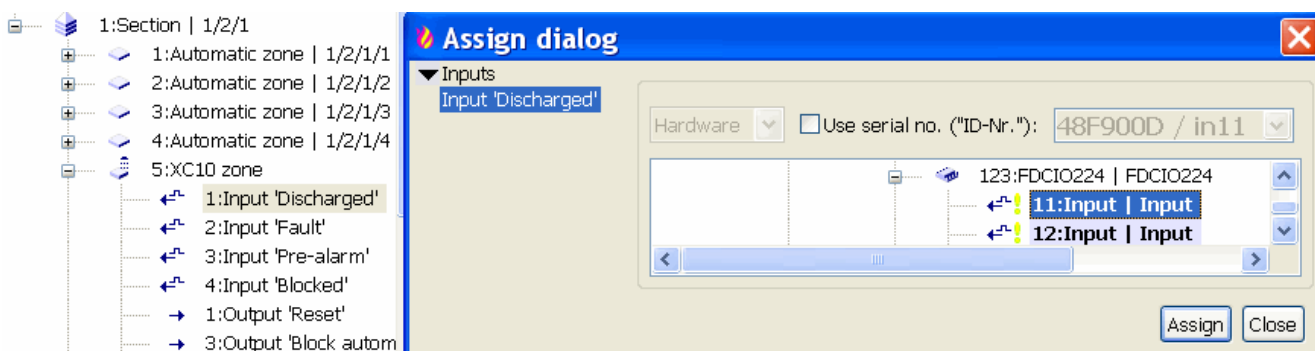 1:Section | 1/2/1
1:Automatic zone | 1/2/1/1
2:Automatic zone | 1/2/1/2
3:Automatic zone | 1/2/1/3
4:Automatic zone | 1/2/1/4
5:XC10 zone
1:Input 'Discharged'
2:Input 'Fault'
3:Input 'Pre-alarm'
4:Input 'Blocked'
1:Output 'Reset'
3:Output 'Block autom
Assign dialog
Inputs
Input 'Discharged'
Hardware Use serial no. ("ID-Nr."): 48F900D / in11
123:FDCIO224 | FDCIO224
11:Input | Input
12:Input | Input
Assign Close